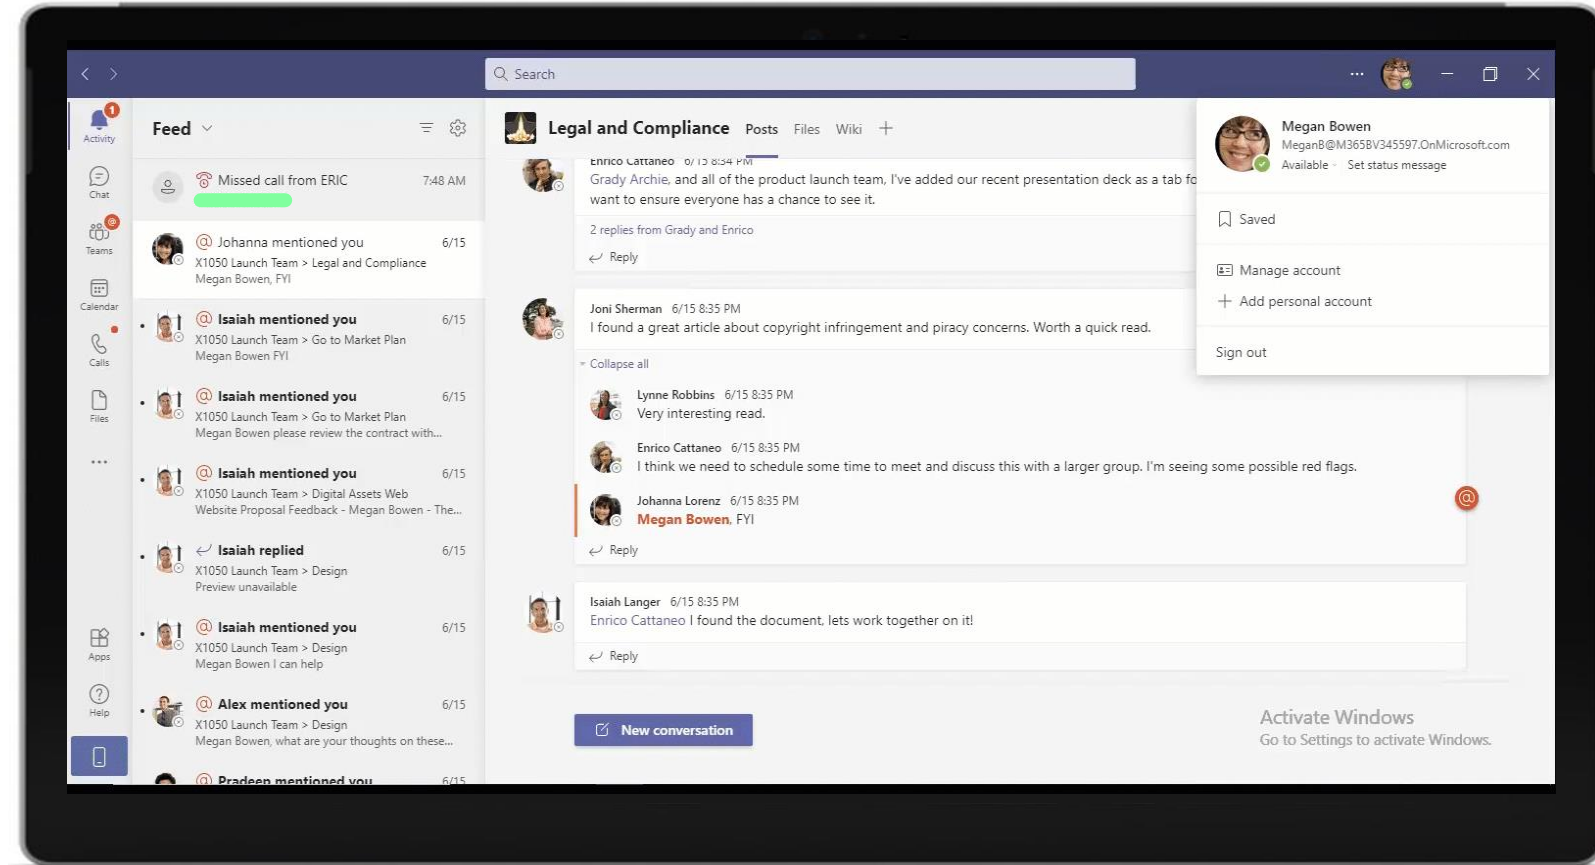 Search
Activity
1
Chat
Teams
Calendar
Calls
Files
Apps
Help
Feed
Missed call from ERIC 7:48 AM
Johanna mentioned you 6/15
X1050 Launch Team > Legal and Compliance
Megan Bowen, FYI
Isaiah mentioned you 6/15
X1050 Launch Team > Go to Market Plan
Megan Bowen FYI
Isaiah mentioned you 6/15
X1050 Launch Team > Go to Market Plan
Megan Bowen please review the contract with...
Isaiah mentioned you 6/15
X1050 Launch Team > Digital Assets Web
Website Proposal Feedback - Megan Bowen - The...
Isaiah replied 6/15
X1050 Launch Team > Design
Preview unavailable
Isaiah mentioned you 6/15
X1050 Launch Team > Design
Megan Bowen I can help
Alex mentioned you 6/15
X1050 Launch Team > Design
Megan Bowen, what are your thoughts on these...
Pradeep mentioned you 6/15
Legal and Compliance Posts Files Wiki
Enrico Cattaneo 6/15 8:34 PM
Grady Archie, and all of the product launch team, I've added our recent presentation deck as a tab fo
want to ensure everyone has a chance to see it.
2 replies from Grady and Enrico
Reply
Joni Sherman 6/15 8:35 PM
I found a great article about copyright infringement and piracy concerns. Worth a quick read.
Collapse all
Lynne Robbins 6/15 8:35 PM
Very interesting read.
Enrico Cattaneo 6/15 8:35 PM
I think we need to schedule some time to meet and discuss this with a larger group. I'm seeing some possible red flags.
Johanna Lorenz 6/15 8:35 PM
Megan Bowen, FYI
Reply
Isaiah Langer 6/15 8:35 PM
Enrico Cattaneo I found the document, lets work together on it!
Reply
New conversation
Megan Bowen
MeganB@M365BV345597.OnMicrosoft.com
Available - Set status message
Saved
Manage account
Add personal account
Sign out
Activate Windows
Go to Settings to activate Windows.